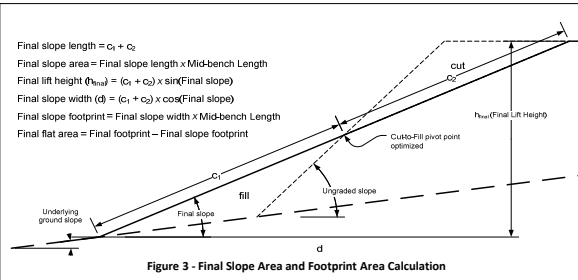 Final slope length = c₁ + c₂
Final slope area = Final slope length x Mid-bench Length
Final lift height (hfinal) = (c₁ + c₂) x sin(Final slope)
Final slope width (d) = (c₁ + c₂) x cos(Final slope)
Final slope footprint = Final slope width x Mid-bench Length
Final flat area = Final footprint – Final slope footprint
cut
c₂
hfinal (Final Lift Height)
Cut-to-Fill pivot point
optimized
c₁
fill
Ungraded slope
Underlying
ground slope
Final slope
d
Figure 3 - Final Slope Area and Footprint Area Calculation